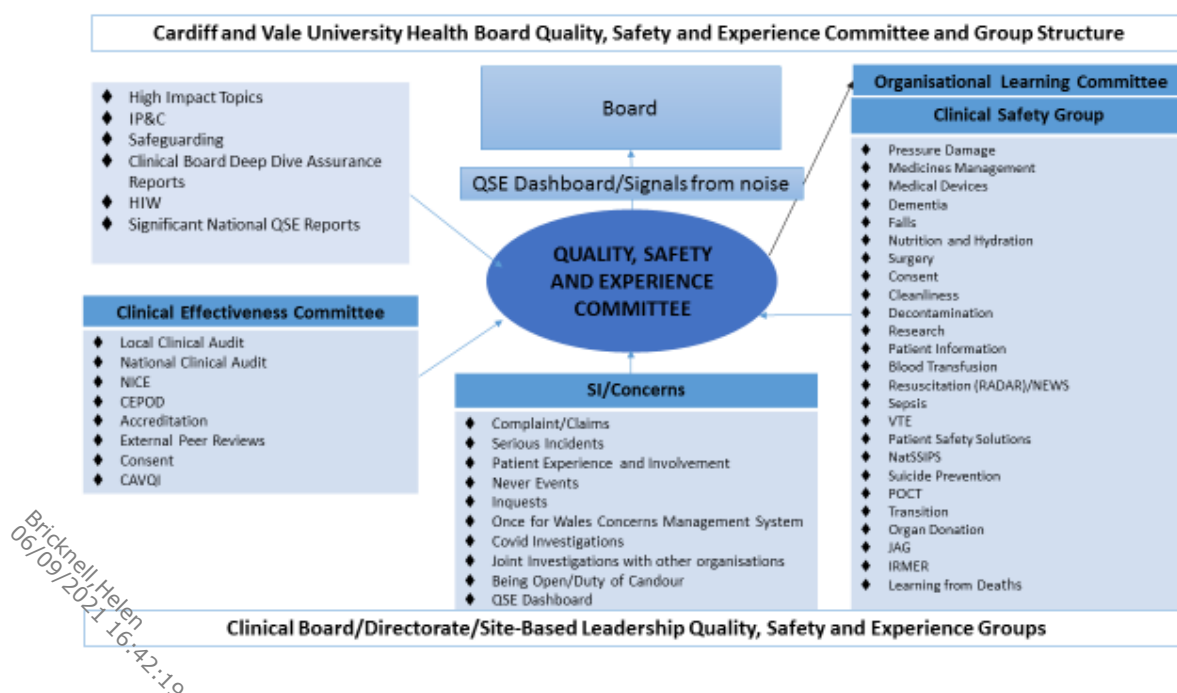 Cardiff and Vale University Health Board Quality, Safety and Experience Committee and Group Structure
High Impact Topics
IP&C
Safeguarding
Clinical Board Deep Dive Assurance
Reports
HIW
Significant National QSE Reports
Board
QSE Dashboard/Signals from noise
QUALITY, SAFETY
AND EXPERIENCE
COMMITTEE
Organisational Learning Committee
Clinical Safety Group
Pressure Damage
Medicines Management
Medical Devices
Dementia
Falls
Nutrition and Hydration
Surgery
Consent
Cleanliness
Decontamination
Research
Patient Information
Blood Transfusion
Resuscitation (RADAR)/NEWS
Sepsis
VTE
Patient Safety Solutions
NatSSIPS
Suicide Prevention
POCT
Transition
Organ Donation
JAG
IRMER
Learning from Deaths
Clinical Effectiveness Committee
Local Clinical Audit
National Clinical Audit
NICE
CEPOD
Accreditation
External Peer Reviews
Consent
CAVQI
SI/Concerns
Complaint/Claims
Serious Incidents
Patient Experience and Involvement
Never Events
Inquests
Once for Wales Concerns Management System
Covid Investigations
Joint Investigations with other organisations
Being Open/Duty of Candour
QSE Dashboard
Clinical Board/Directorate/Site-Based Leadership Quality, Safety and Experience Groups
Bricknell,Helen
06/09/2021 16:42:19